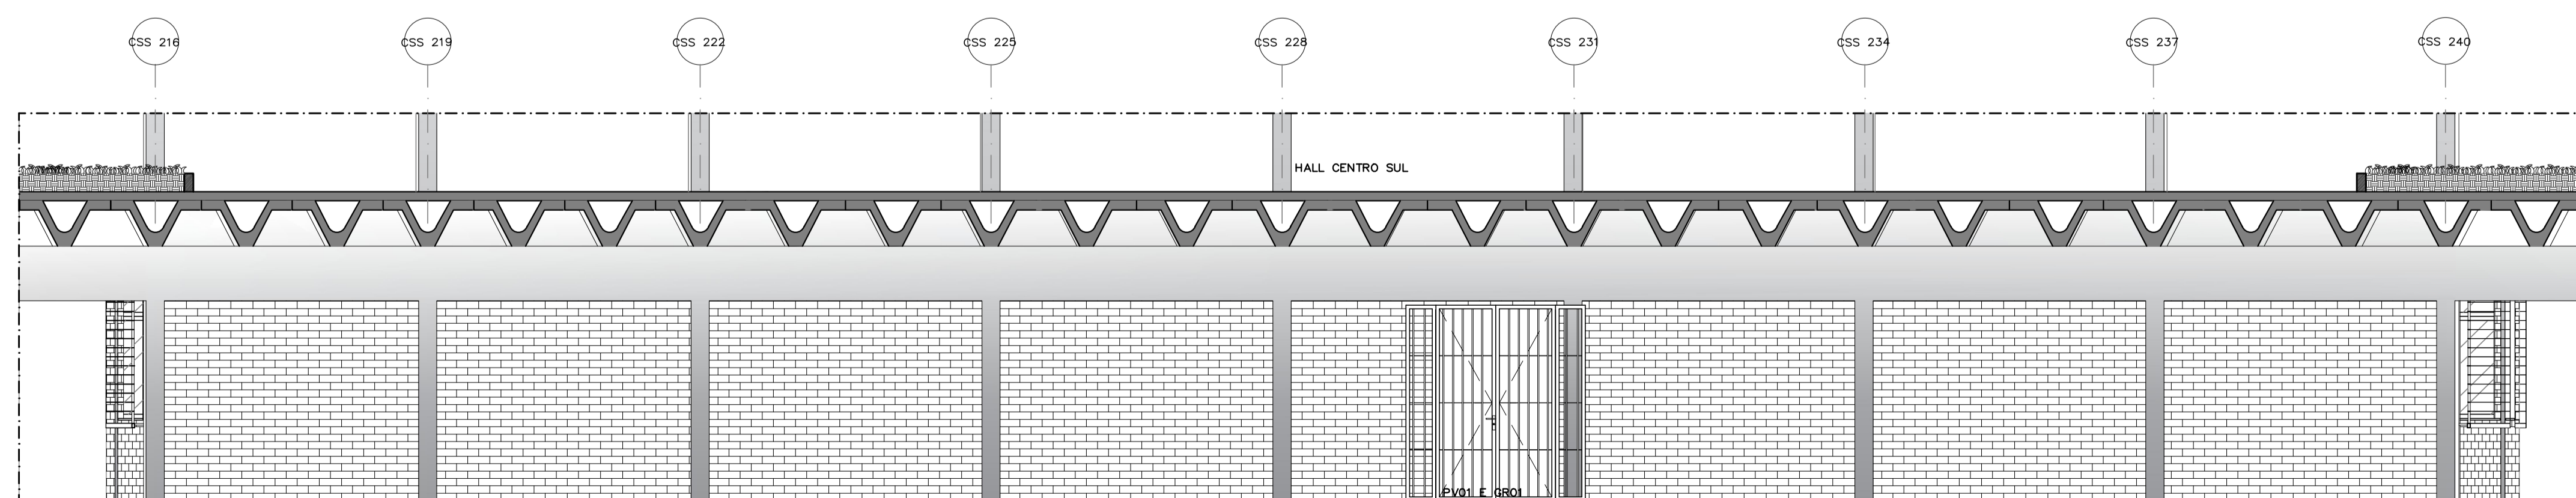 CSS 216
CSS 219
CSS 222
CSS 225
CSS 228
CSS 231
CSS 234
CSS 237
CSS 240
HALL CENTRO SUL
PV01 E GR01